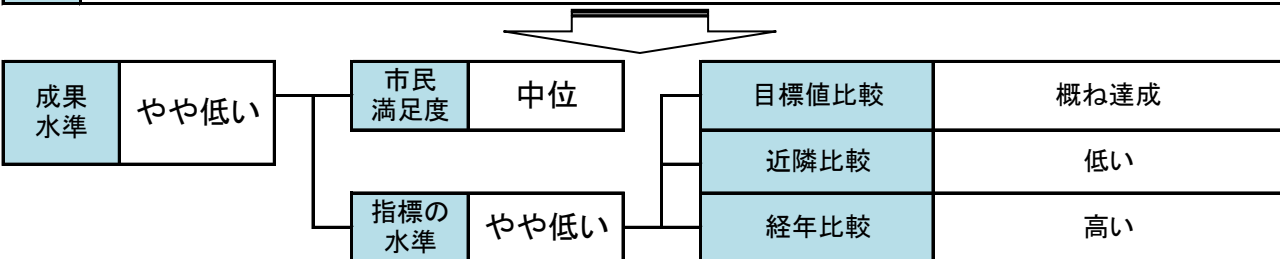 成果
水準
やや低い
市民
満足度
中位
指標の
水準
やや低い
目標値比較
概ね達成
近隣比較
低い
経年比較
高い